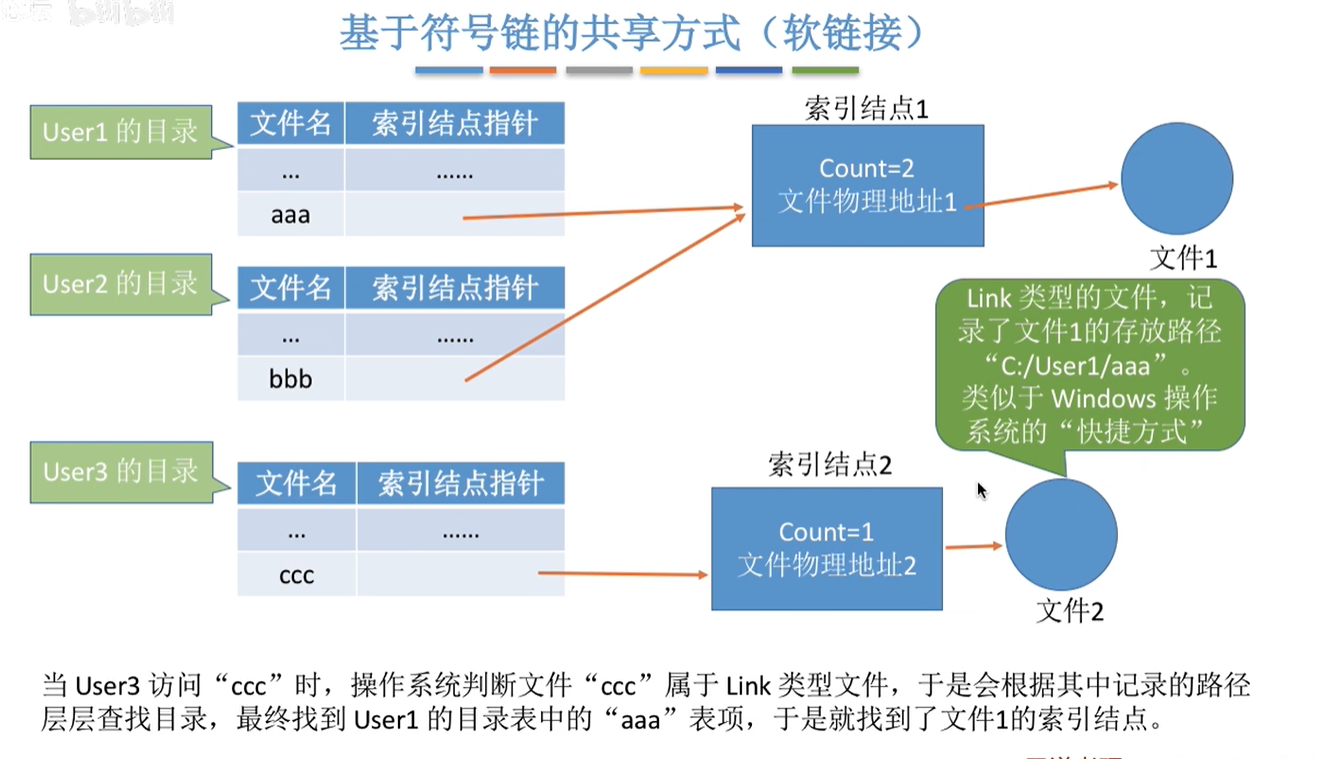 基于符号链的共享方式（软链接）
User1 的目录
文件名 索引结点指针
... ......
aaa
User2 的目录
文件名 索引结点指针
... ......
bbb
User3 的目录
文件名 索引结点指针
... ......
ccc
索引结点1
Count=2
文件物理地址1
文件1
Link 类型的文件，记
录了文件1的存放路径
“C:/User1/aaa”。
类似于 Windows 操作
系统的“快捷方式”
索引结点2
Count=1
文件物理地址2
文件2
当 User3 访问“ccc”时，操作系统判断文件“ccc”属于 Link 类型文件，于是会根据其中记录的路径
层层查找目录，最终找到 User1 的目录表中的“aaa”表项，于是就找到了文件1的索引结点。